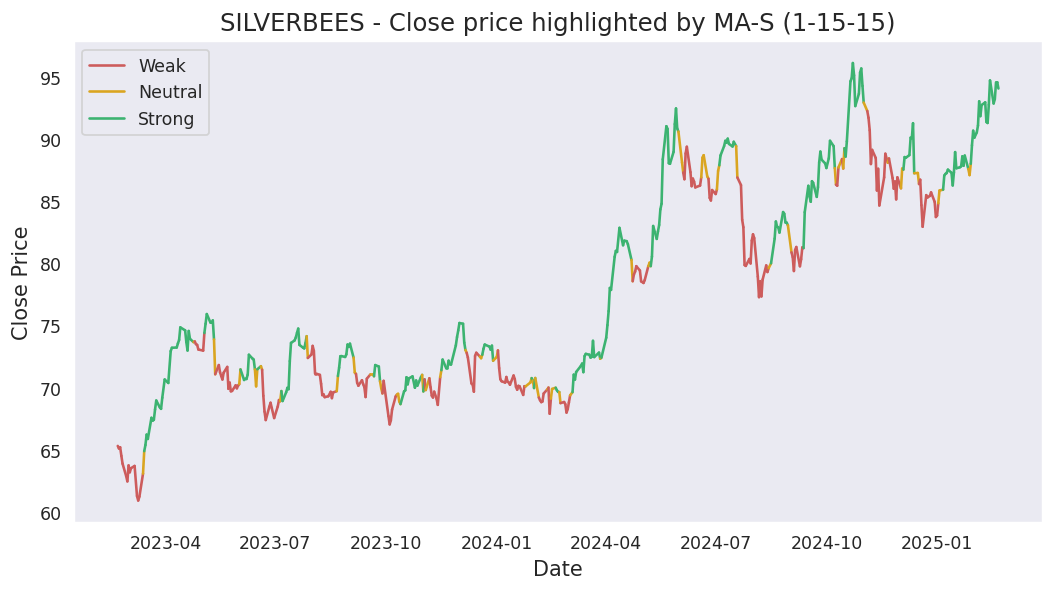 SILVERBEES - Close price highlighted by MA-S (1-15-15)
Weak
Neutral
Strong
95
90
85
80
75
70
65
60
Close Price
2023-04 2023-07 2023-10 2024-01 2024-04 2024-07 2024-10 2025-01
Date